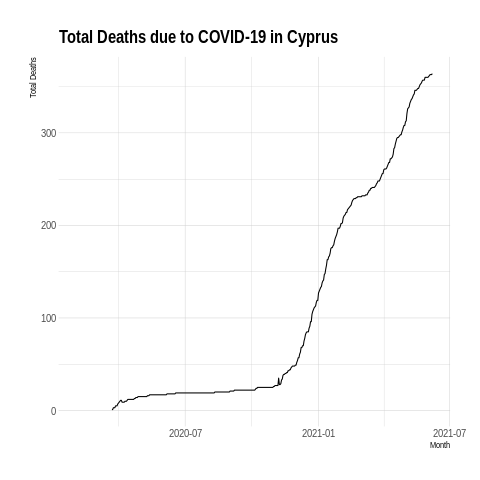 Total Deaths due to COVID-19 in Cyprus
Total Deaths
300
200
100
0
2020-07 2021-01 2021-07
Month